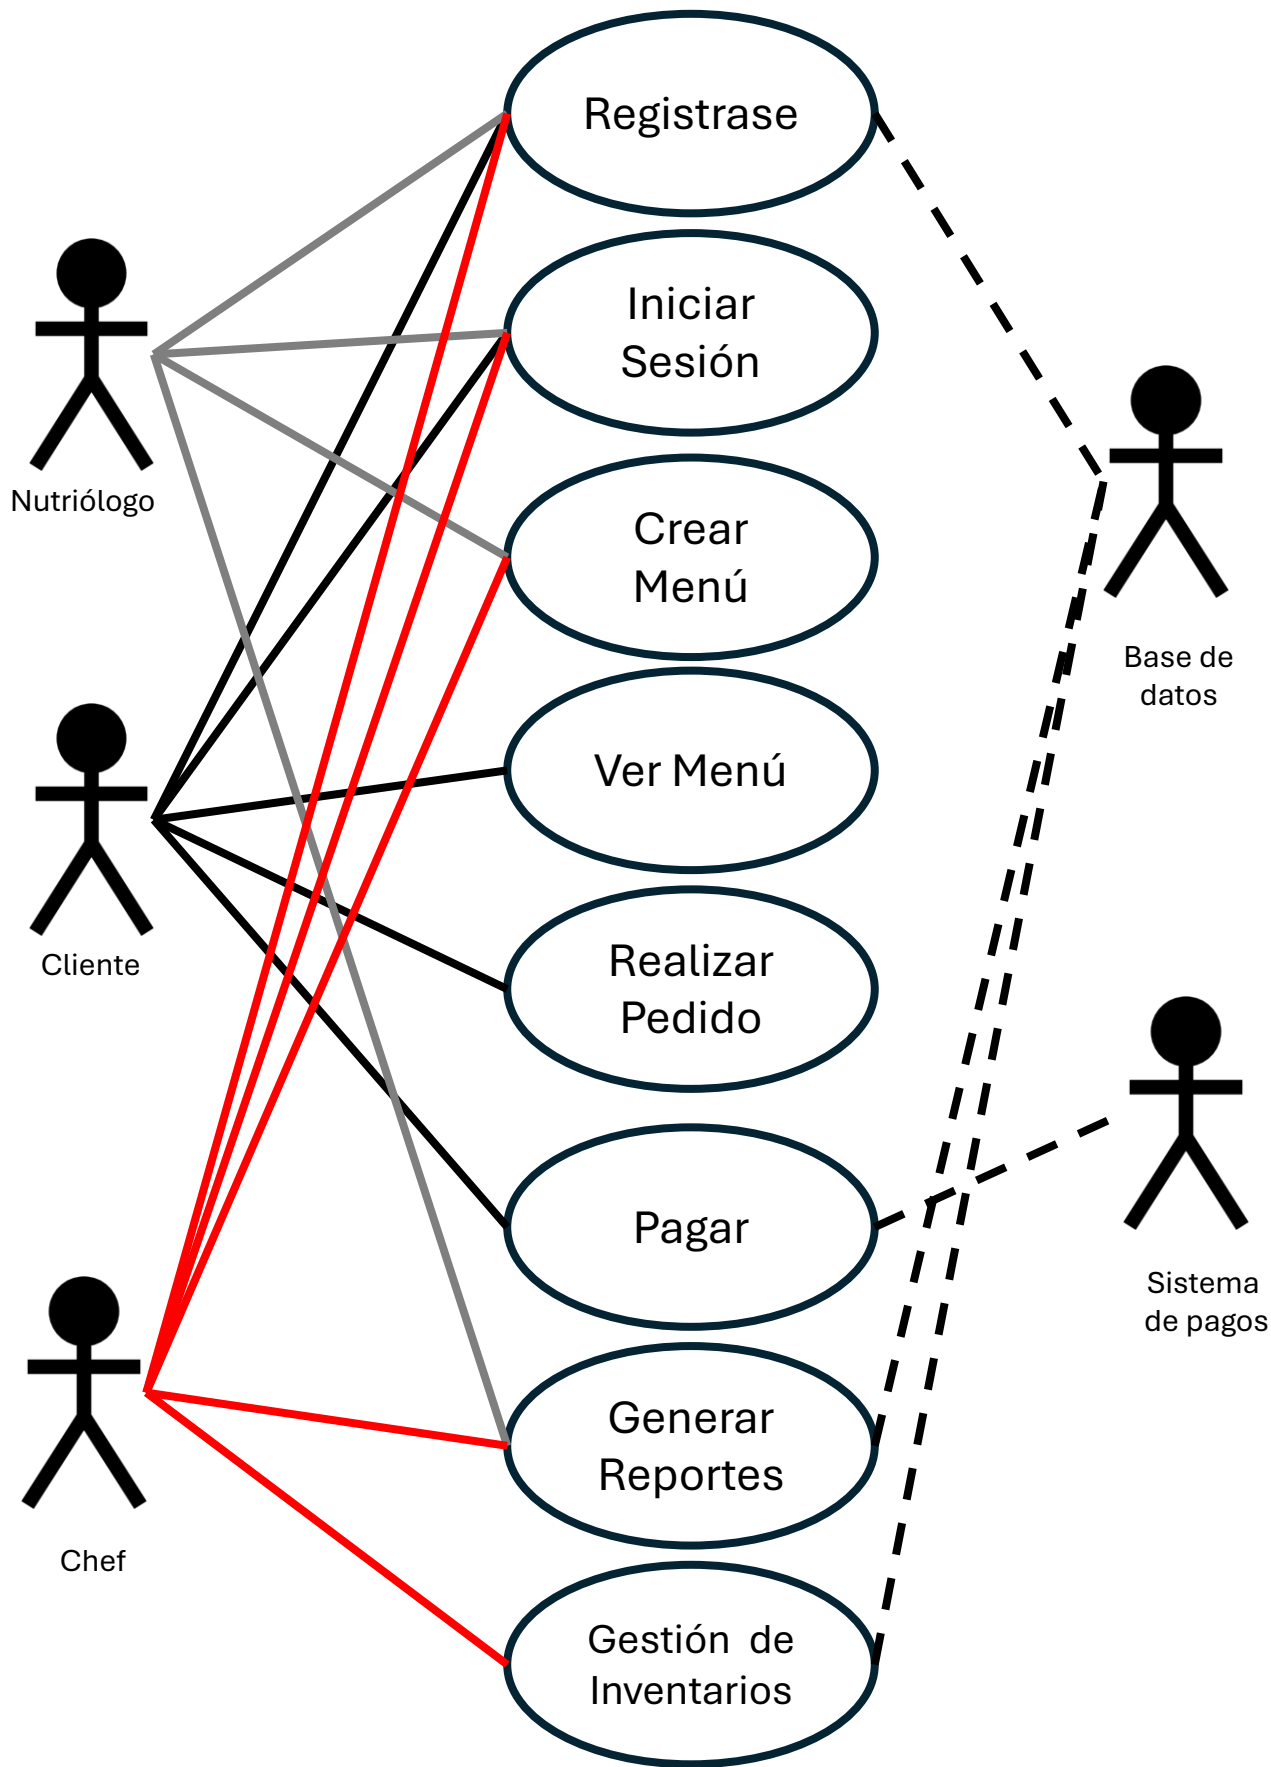 Registrase
Iniciar
Sesión
Nutriólogo
Crear
Menú
Base de
datos
Ver Menú
Cliente
Realizar
Pedido
Pagar
Sistema
de pagos
Generar
Reportes
Chef
Gestión  de
Inventarios